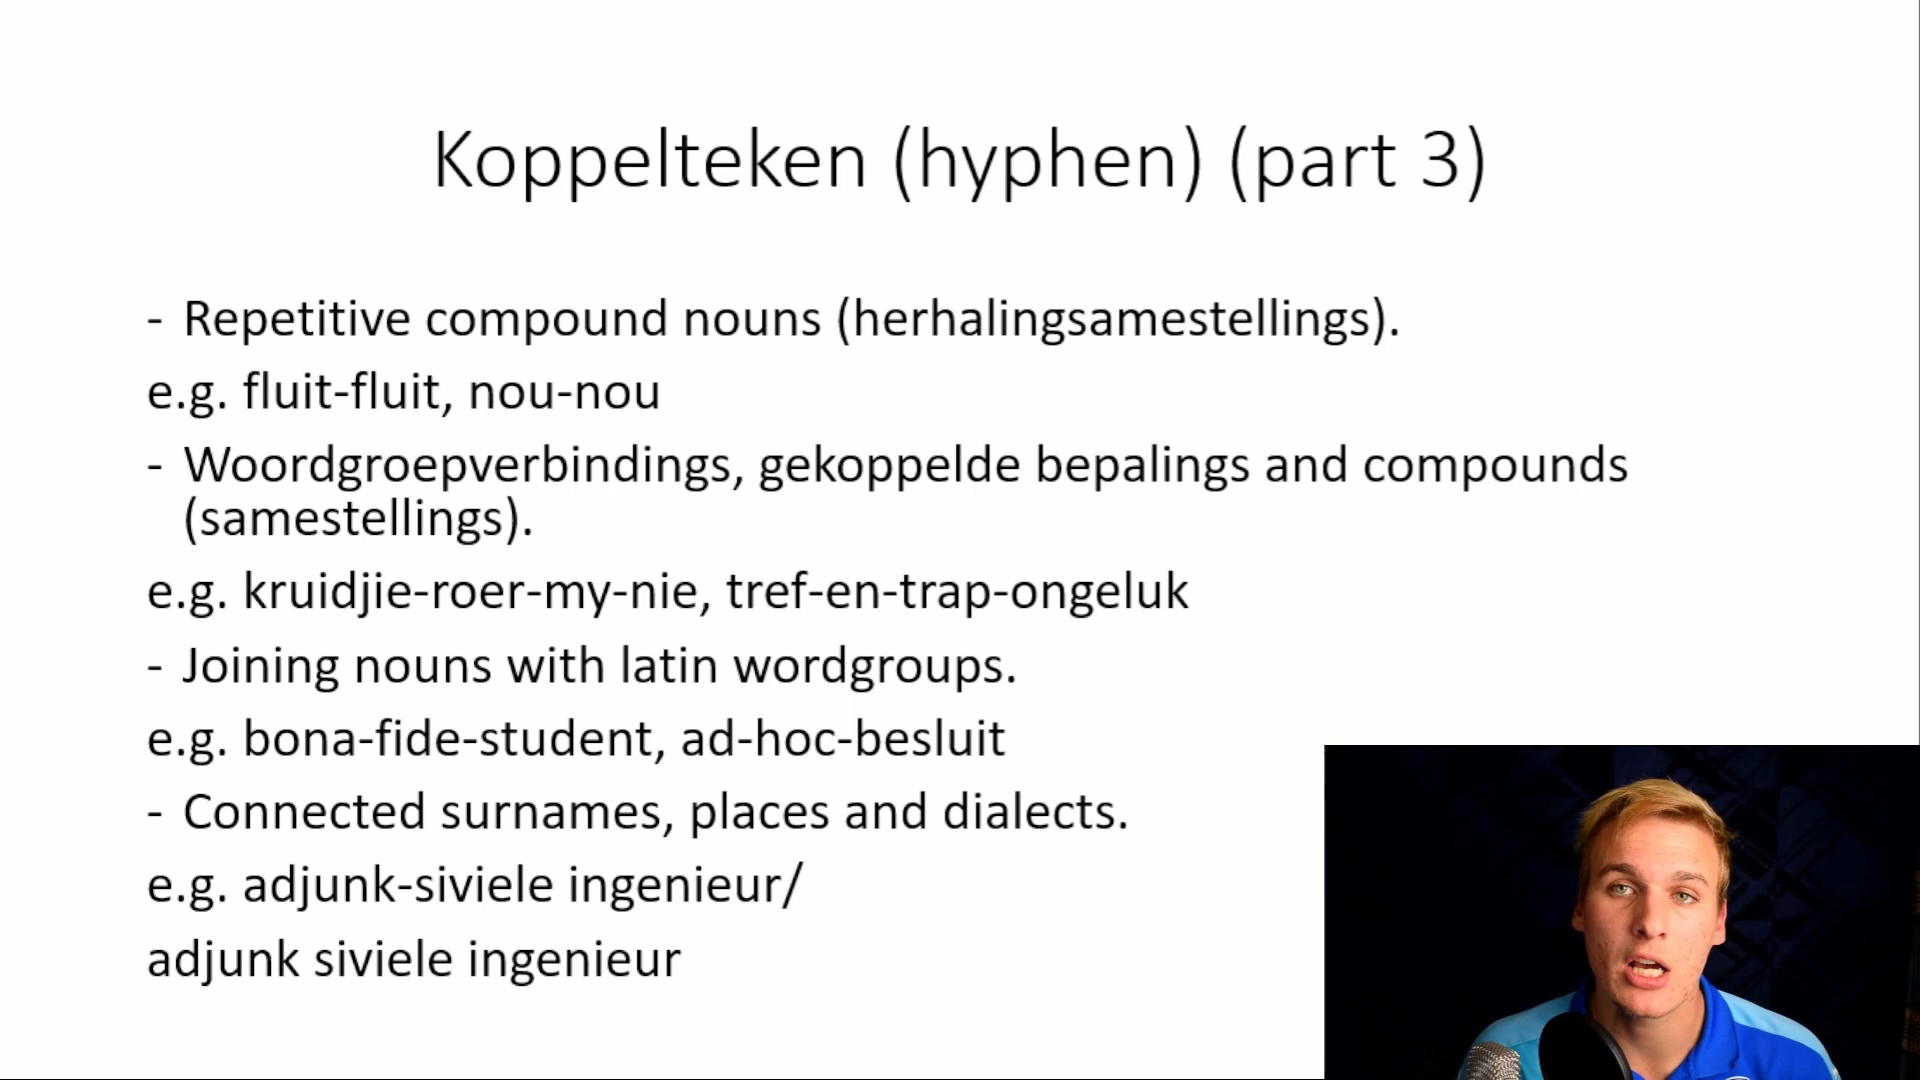 Koppelteken (hyphen) (part 3)
- Repetitive compound nouns (herhalingsamestellings).
e.g. fluit-fluit, nou-nou
- Woordgroepverbindings, gekoppelde bepalings and compounds
(samestellings).
e.g. kruidjie-roer-my-nie, tref-en-trap-ongeluk
- Joining nouns with latin wordgroups.
e.g. bona-fide-student, ad-hoc-besluit
- Connected surnames, places and dialects.
e.g. adjunk-siviele ingenieur/
adjunk siviele ingenieur